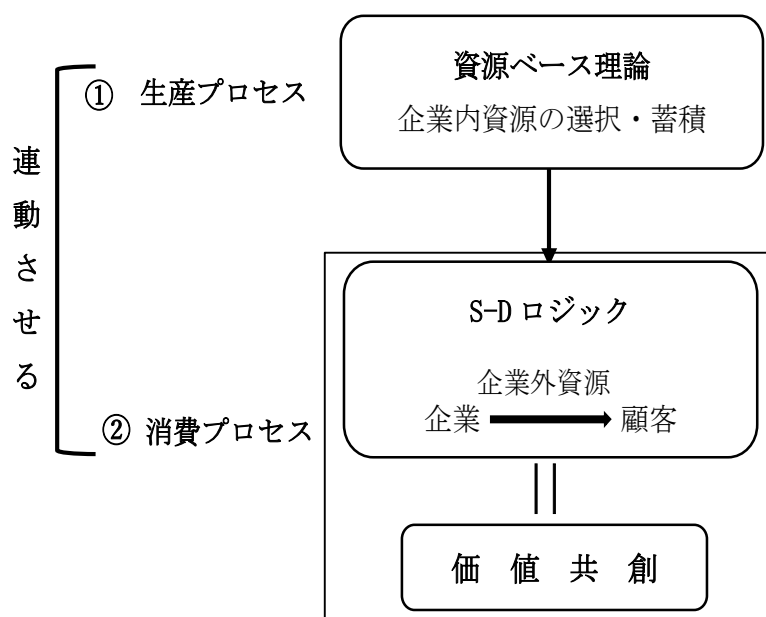 資源ベース理論
① 生産プロセス
企業内資源の選択・蓄積
連動させる
S-Dロジック
企業外資源
企業 顧客
② 消費プロセス
価値共創